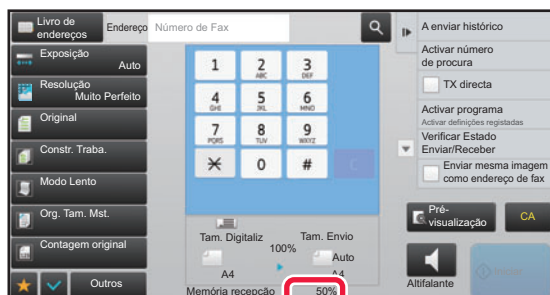 Livro de
endereços
Endereço
Número de Fax
Exposição
Auto
Resolução
Muito Perfeito
Original
Constr. Traba.
Modo Lento
Org. Tam. Mst.
Contagem original
Outros
1
2
ABC
3
DEF
4
GHI
5
JKL
6
MNO
7
PQRS
8
TUV
9
WXYZ
0
#
C
Tam. Digitaliz
100%
Tam. Envio
Auto
A4
A4
Memória recepção
50%
A enviar histórico
Activar número
de procura
TX directa
Activar programa
Activar definições registadas
Verificar Estado
Enviar/Receber
Enviar mesma imagem
como endereço de fax
Pré-
visualização
CA
Altifalante